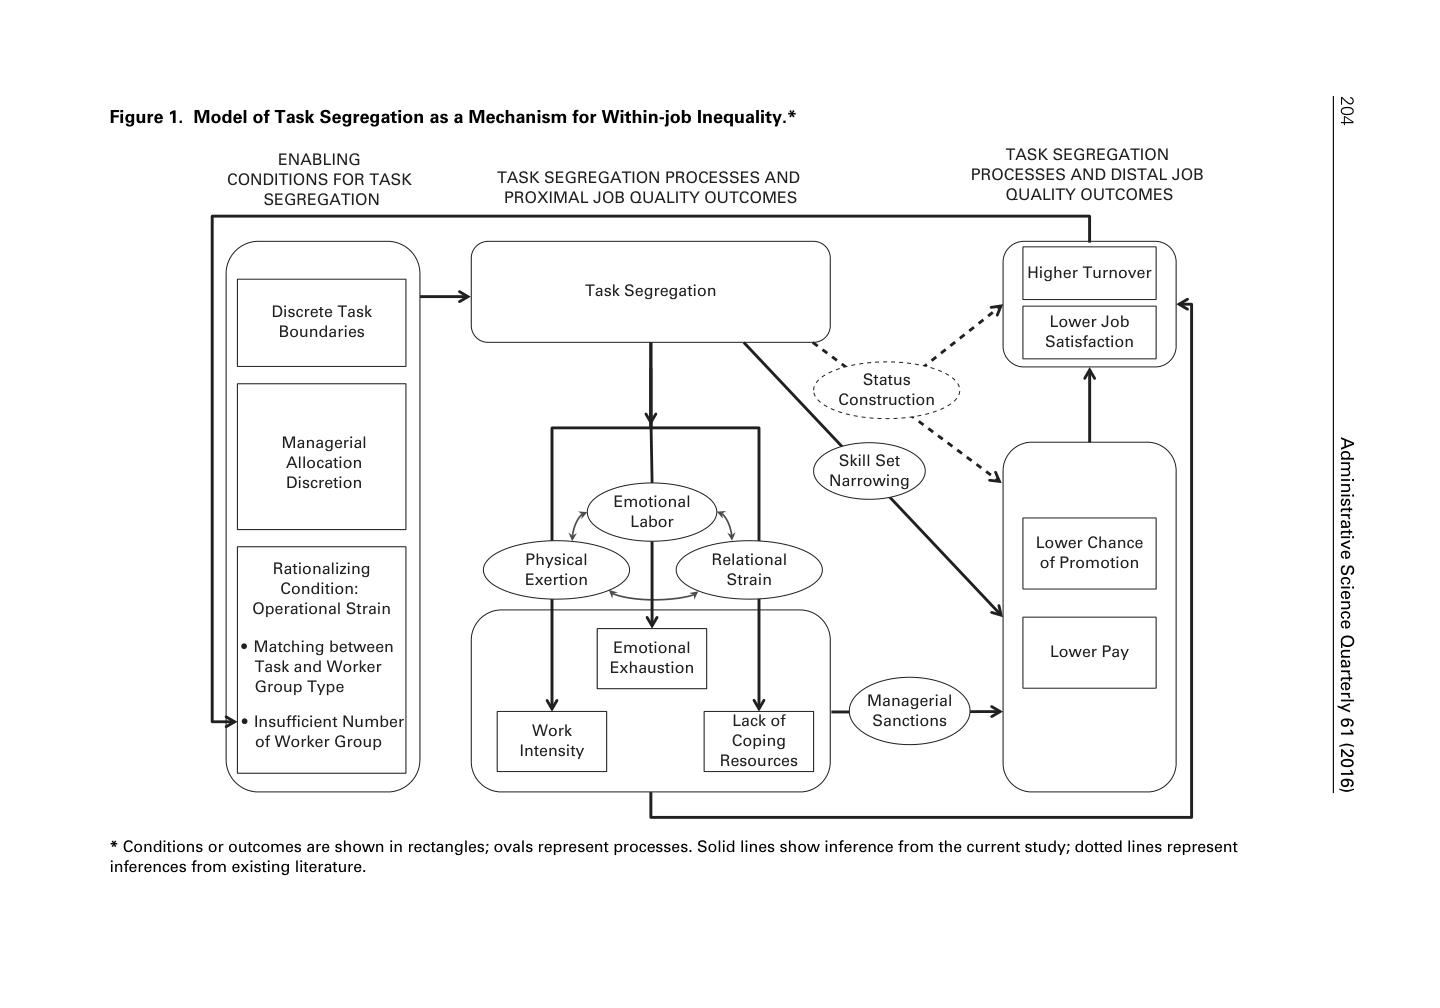 Figure 1. Model of Task Segregation as a Mechanism for Within-job Inequality.*
ENABLING
CONDITIONS FOR TASK
SEGREGATION
TASK SEGREGATION PROCESSES AND
PROXIMAL JOB QUALITY OUTCOMES
TASK SEGREGATION
PROCESSES AND DISTAL JOB
QUALITY OUTCOMES
Discrete Task
Boundaries
Managerial
Allocation
Discretion
Rationalizing
Condition:
Operational Strain
• Matching between
Task and Worker
Group Type
• Insufficient Number
of Worker Group
Task Segregation
Status
Construction
Skill Set
Narrowing
Emotional
Labor
Physical
Exertion
Relational
Strain
Emotional
Exhaustion
Work
Intensity
Lack of
Coping
Resources
Managerial
Sanctions
Higher Turnover
Lower Job
Satisfaction
Lower Chance
of Promotion
Lower Pay
* Conditions or outcomes are shown in rectangles; ovals represent processes. Solid lines show inference from the current study; dotted lines represent
inferences from existing literature.
204
Administrative Science Quarterly 61 (2016)